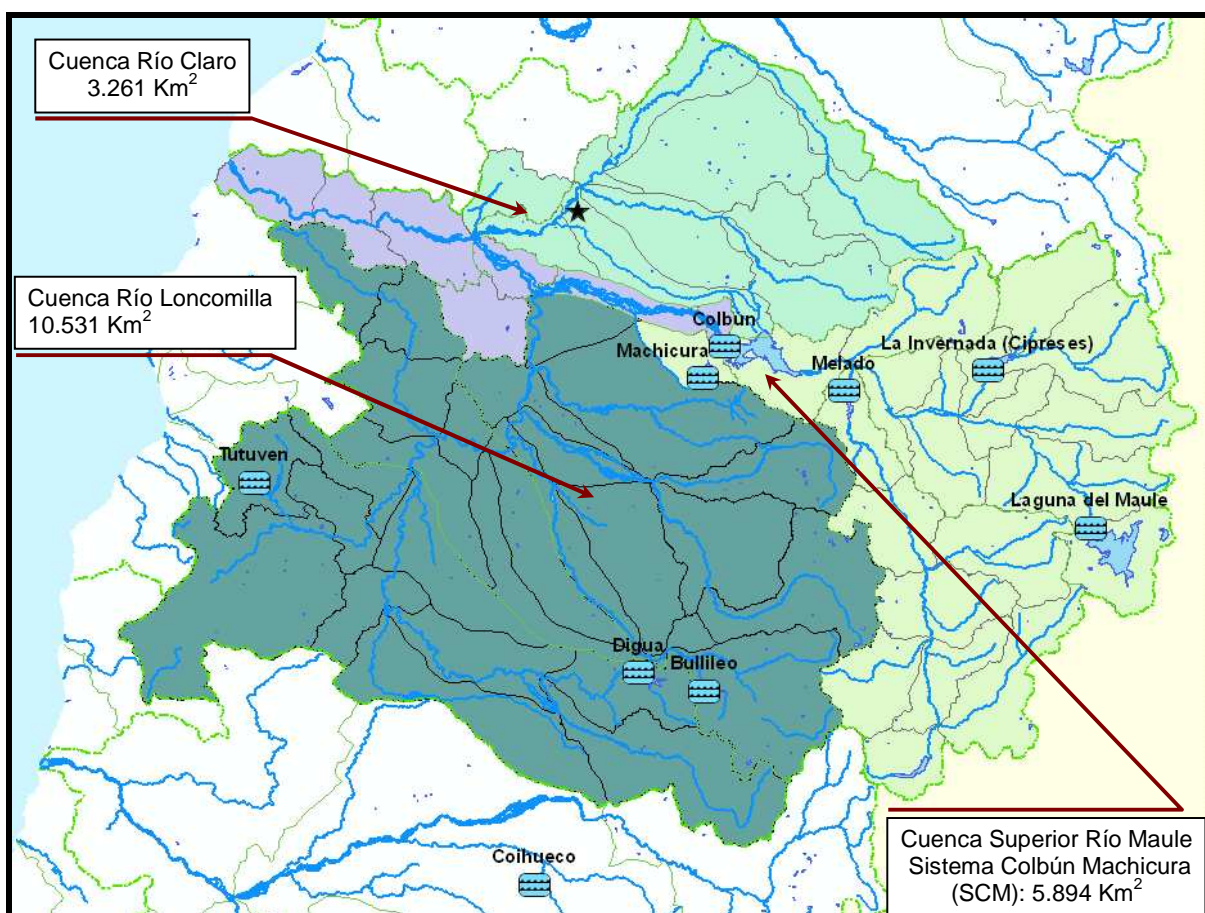 Cuenca Río Claro
3.261 Km²
Cuenca Río Loncomilla
10.531 Km²
Colbún
Machicura
Melado
La Invernada (Cipreses)
Tutuven
Laguna del Maule
Digua
Bullileo
Coihueco
Cuenca Superior Río Maule
Sistema Colbún Machicura
(SCM): 5.894 Km²